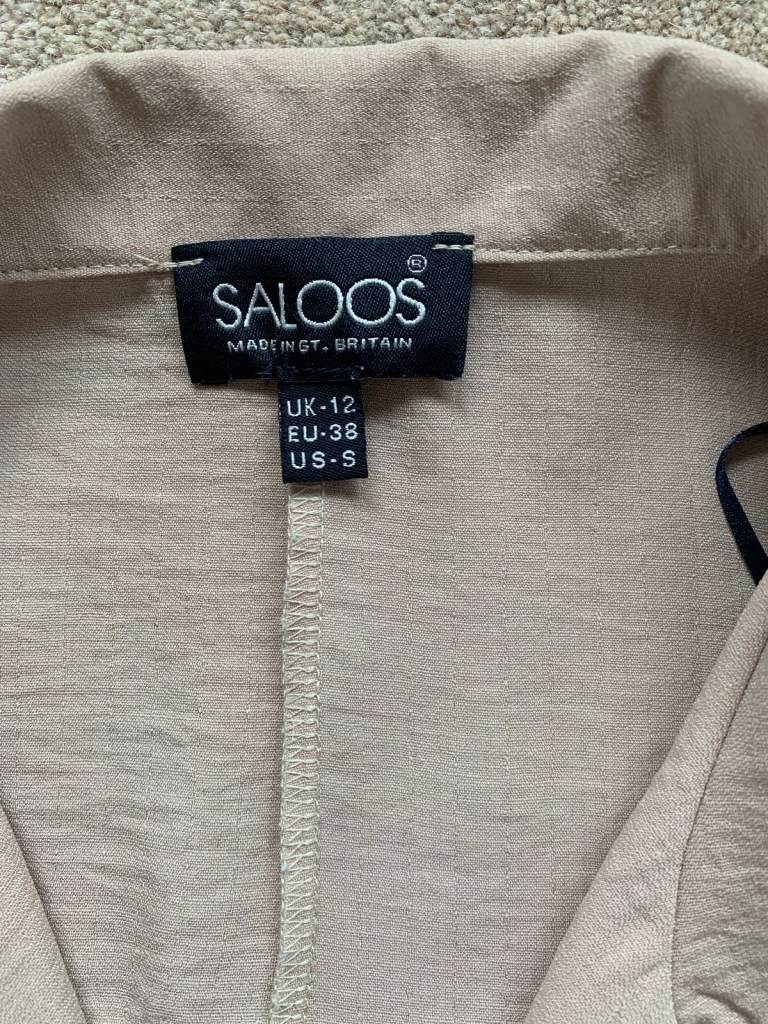 SALOOS®
MADE IN GT. BRITAIN
UK-12
EU-38
US-S